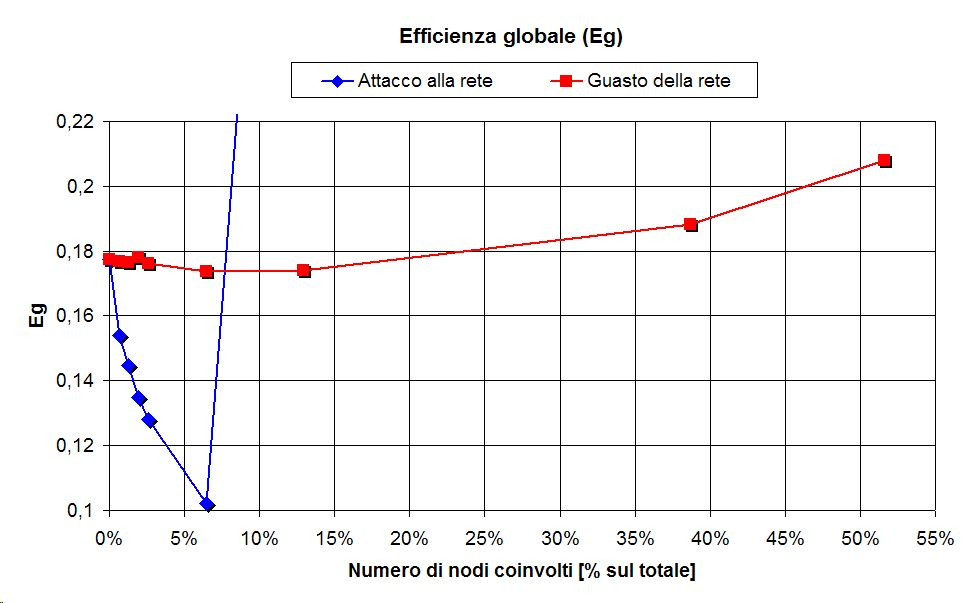 Efficienza globale (Eg)
Attacco alla rete
Guasto della rete
0,22
0,2
0,18
0,16
0,14
0,12
0,1
Eg
0% 5% 10% 15% 20% 25% 30% 35% 40% 45% 50% 55%
Numero di nodi coinvolti [% sul totale]